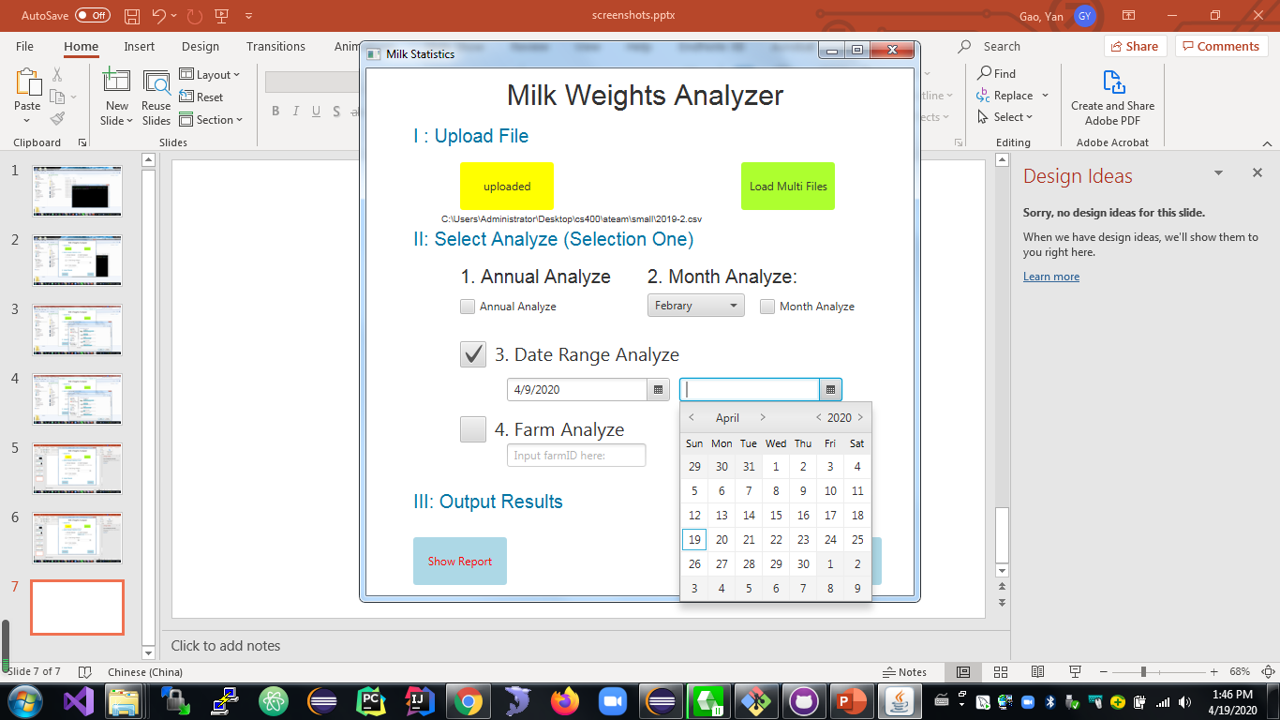 AutoSave Off
screenshots.pptx
Gao, Yan GY
File Home Insert Design Transitions
Search
Share Comments
Paste
Clipboard
New Slide
Reuse Slides
Layout
Reset
Section
Slides
B I U S
Find
Replace
Select
Editing
Create and Share Adobe PDF
Adobe Acrobat
Milk Statistics
Milk Weights Analyzer
I : Upload File
uploaded Load Multi Files
C:\Users\Administrator\Desktop\cs400\ateam\small\2019-2.csv
II: Select Analyze (Selection One)
1. Annual Analyze 2. Month Analyze:
Annual Analyze Febrary Month Analyze
3. Date Range Analyze
4/9/2020
4. Farm Analyze
Input farmID here:
III: Output Results
Show Report
< April > < 2020 >
Sun Mon Tue Wed Thu Fri Sat
29 30 31 1 2 3 4
5 6 7 8 9 10 11
12 13 14 15 16 17 18
19 20 21 22 23 24 25
26 27 28 29 30 1 2
3 4 5 6 7 8 9
1
2
3
4
5
6
7
Design Ideas
Sorry, no design ideas for this slide.
When we have design ideas, we'll show them to
you right here.
Learn more
Click to add notes
Slide 7 of 7 Chinese (China) Notes 68%
1:46 PM
4/19/2020